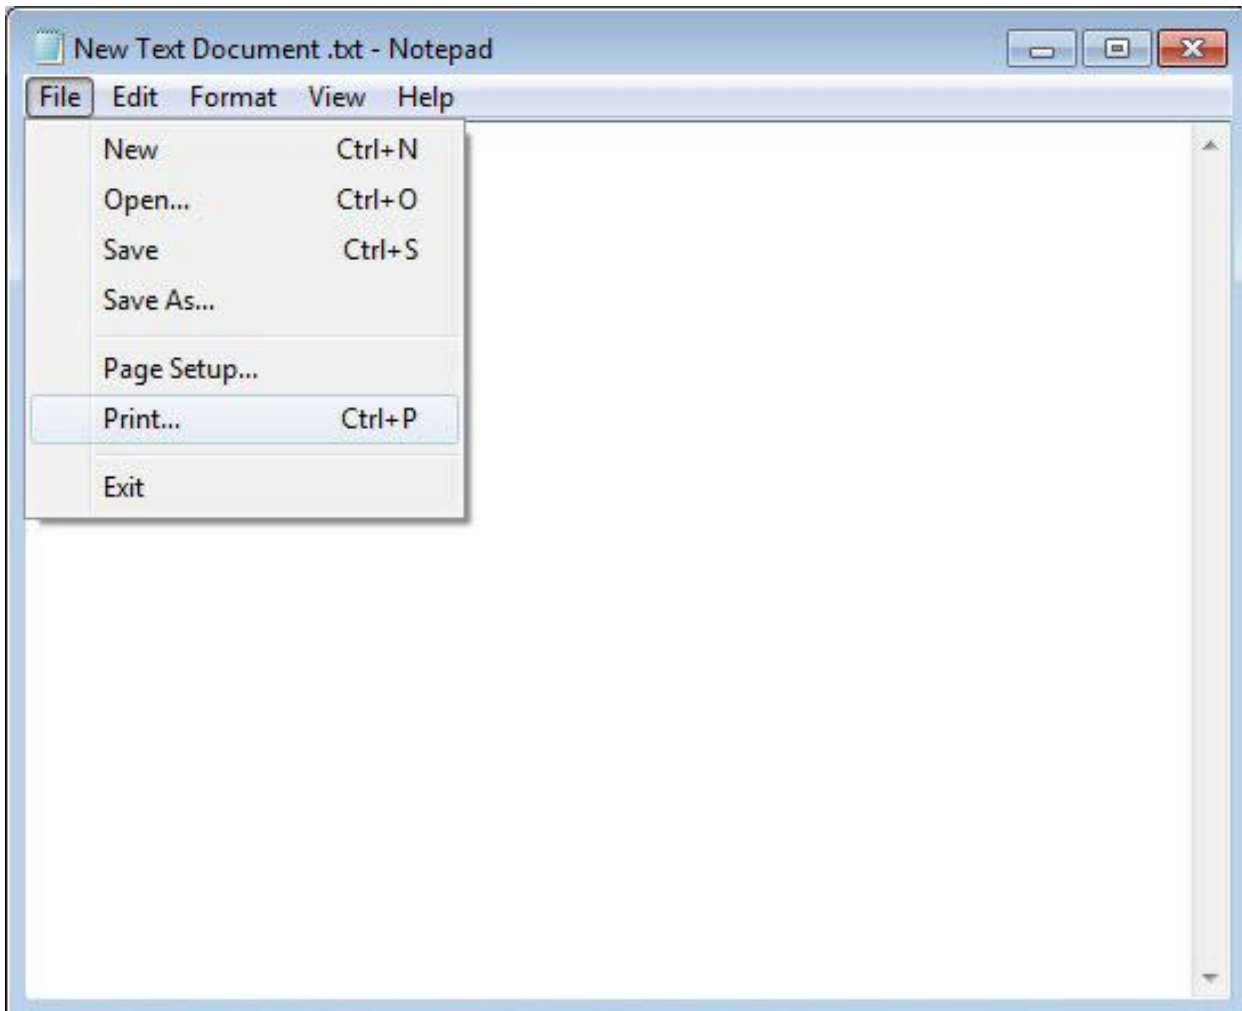 New Text Document .txt - Notepad
File Edit Format View Help
New Ctrl+N
Open... Ctrl+O
Save Ctrl+S
Save As...
Page Setup...
Print... Ctrl+P
Exit